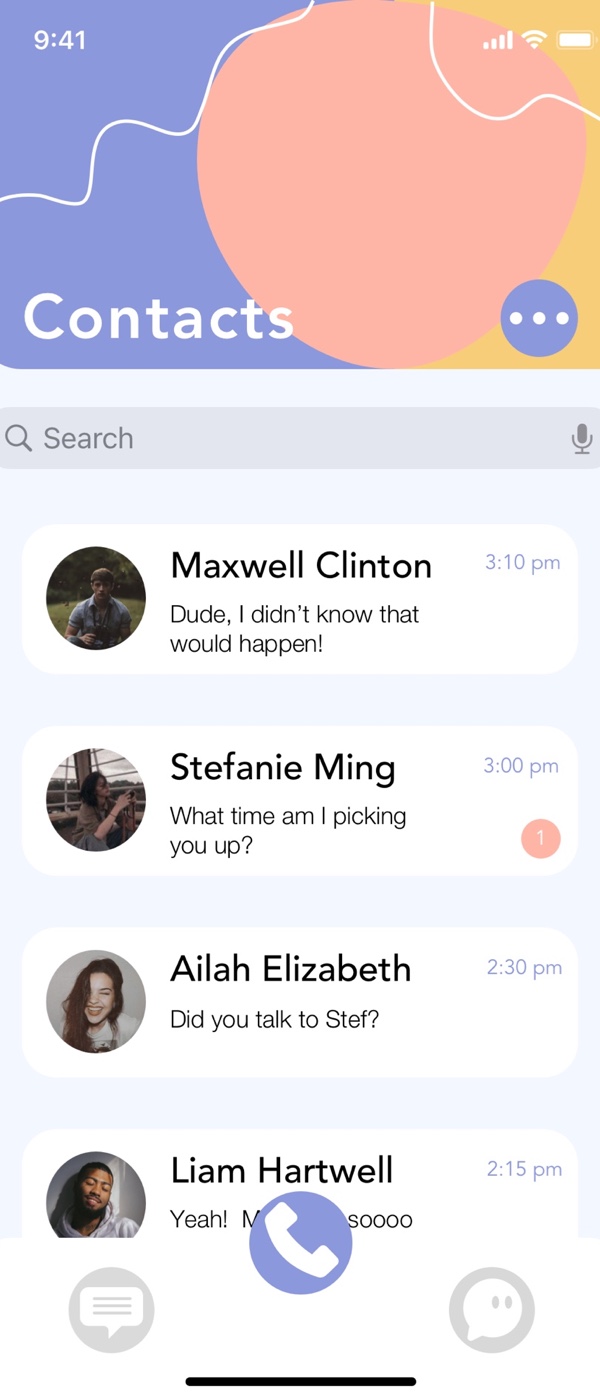 9:41
Contacts
Search
Maxwell Clinton
3:10 pm
Dude, I didn’t know that
would happen!
Stefanie Ming
3:00 pm
What time am I picking
you up?
1
Ailah Elizabeth
2:30 pm
Did you talk to Stef?
Liam Hartwell
2:15 pm
Yeah! soooo